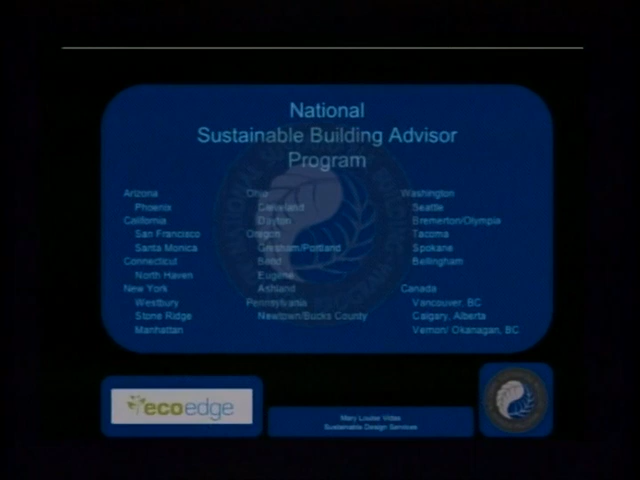 National
Sustainable Building Advisor
Program
Arizona
Phoenix
California
San Francisco
Santa Monica
Connecticut
North Haven
New York
Westbury
Stone Ridge
Manhattan
Ohio
Cleveland
Dayton
Oregon
Gresham/Portland
Bend
Eugene
Ashland
Pennsylvania
Newtown/Bucks County
Washington
Seattle
Bremerton/Olympia
Tacoma
Spokane
Bellingham
Canada
Vancouver, BC
Calgary, Alberta
Vernon/ Okanagan, BC
ecoedge
Mary Louise
Sustainable Design Services